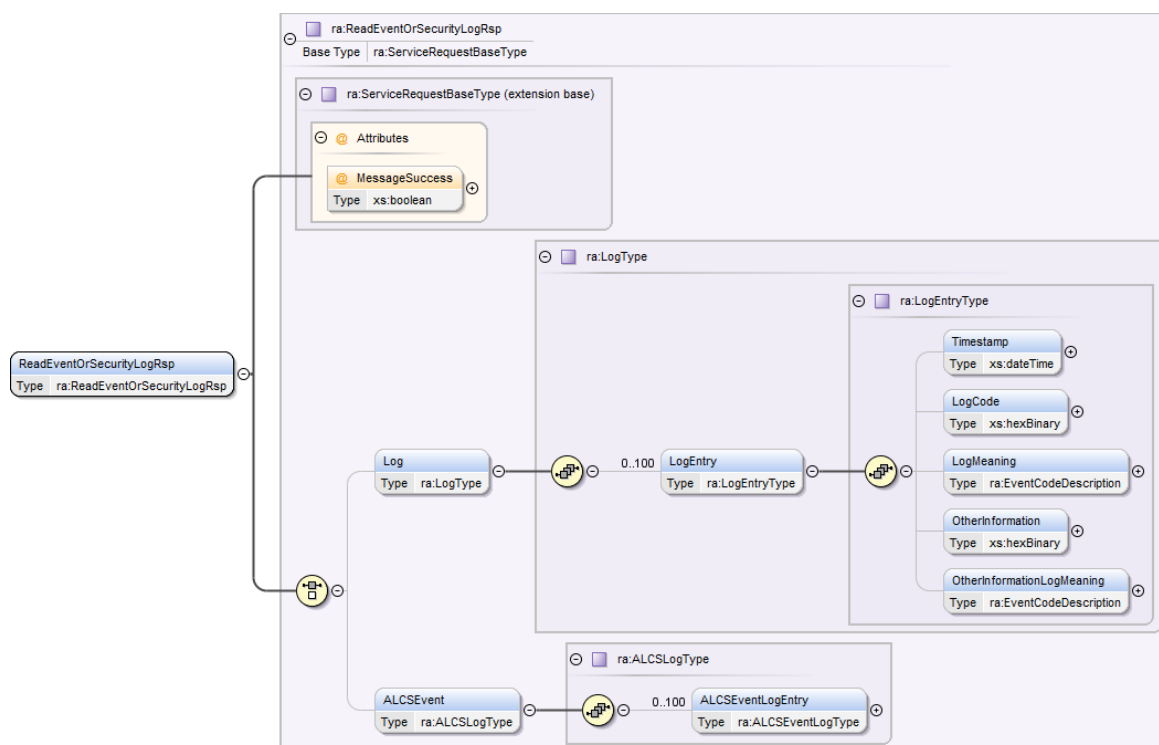 ra:ReadEventOrSecurityLogRsp
Base Type ra:ServiceRequestBaseType
ra:ServiceRequestBaseType (extension base)
@ Attributes
@ MessageSuccess
Type xs:boolean
ra:LogType
ra:LogEntryType
Timestamp
Type xs:dateTime
ReadEventOrSecurityLogRsp
Type ra:ReadEventOrSecurityLogRsp
LogCode
Type xs:hexBinary
Log
Type ra:LogType
0..100
LogEntry
Type ra:LogEntryType
LogMeaning
Type ra:EventCodeDescription
OtherInformation
Type xs:hexBinary
OtherInformationLogMeaning
Type ra:EventCodeDescription
ra:ALCSLogType
ALCSEvent
Type ra:ALCSLogType
0..100
ALCSEventLogEntry
Type ra:ALCSEventLogType